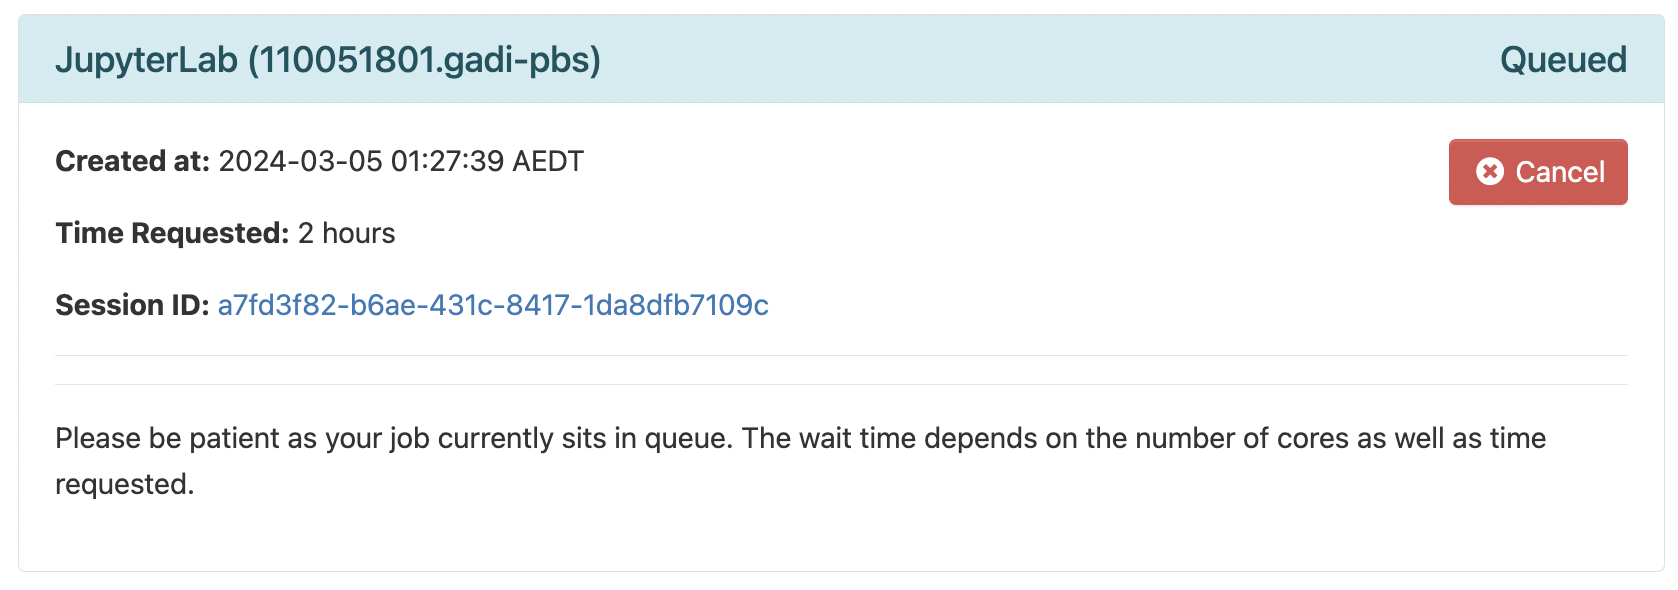 JupyterLab (110051801.gadi-pbs) Queued
Created at: 2024-03-05 01:27:39 AEDT
Cancel
Time Requested: 2 hours
Session ID: a7fd3f82-b6ae-431c-8417-1da8dfb7109c
Please be patient as your job currently sits in queue. The wait time depends on the number of cores as well as time
requested.